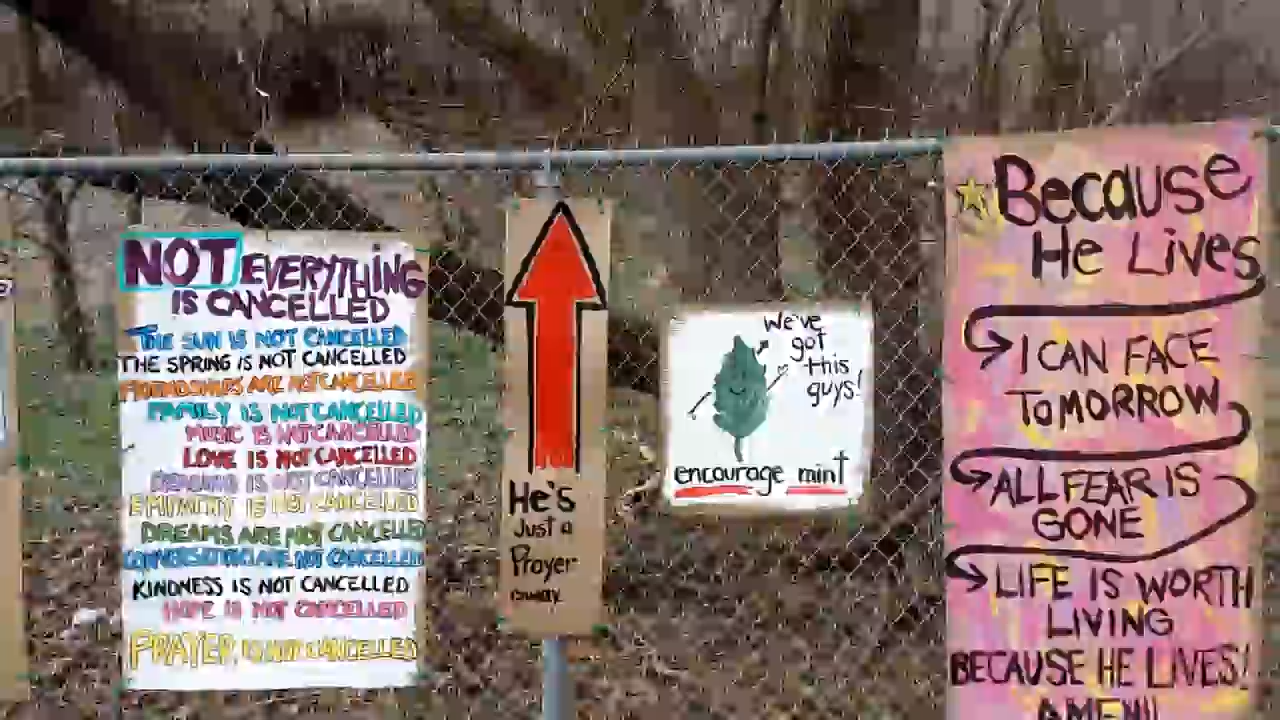 NOT EVERYTHING
IS CANCELLED
THE SUN IS NOT CANCELLED
THE SPRING IS NOT CANCELLED
FRIENDSHIPS ARE NOT CANCELLED
FAMILY IS NOT CANCELLED
MUSIC IS NOT CANCELLED
LOVE IS NOT CANCELLED
READING IS NOT CANCELLED
EMPATHY IS NOT CANCELLED
DREAMS ARE NOT CANCELLED
CONVERSATIONS ARE NOT CANCELLED
KINDNESS IS NOT CANCELLED
HOPE IS NOT CANCELLED
PRAYER IS NOT CANCELLED
He's
Just a
Prayer
away
We've
got
this
guys!
encourage mint
Because
He Lives
I CAN FACE
TOMORROW
ALL FEAR IS
GONE
LIFE IS WORTH
LIVING
BECAUSE HE LIVES!
AMEN!!